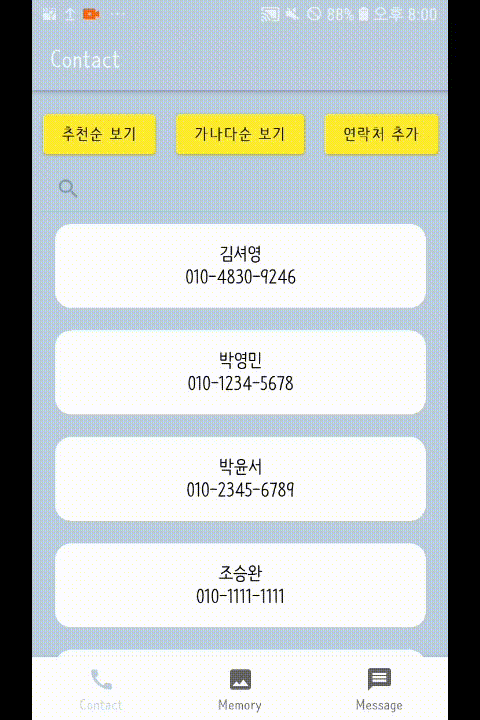 88% 오후 8:00
Contact
추천순 보기 가나다순 보기 연락처 추가
김셔영
010-4830-9246
박영민
010-1234-5678
박윤서
010-2345-6789
조승완
010-1111-1111
Contact Memory Message